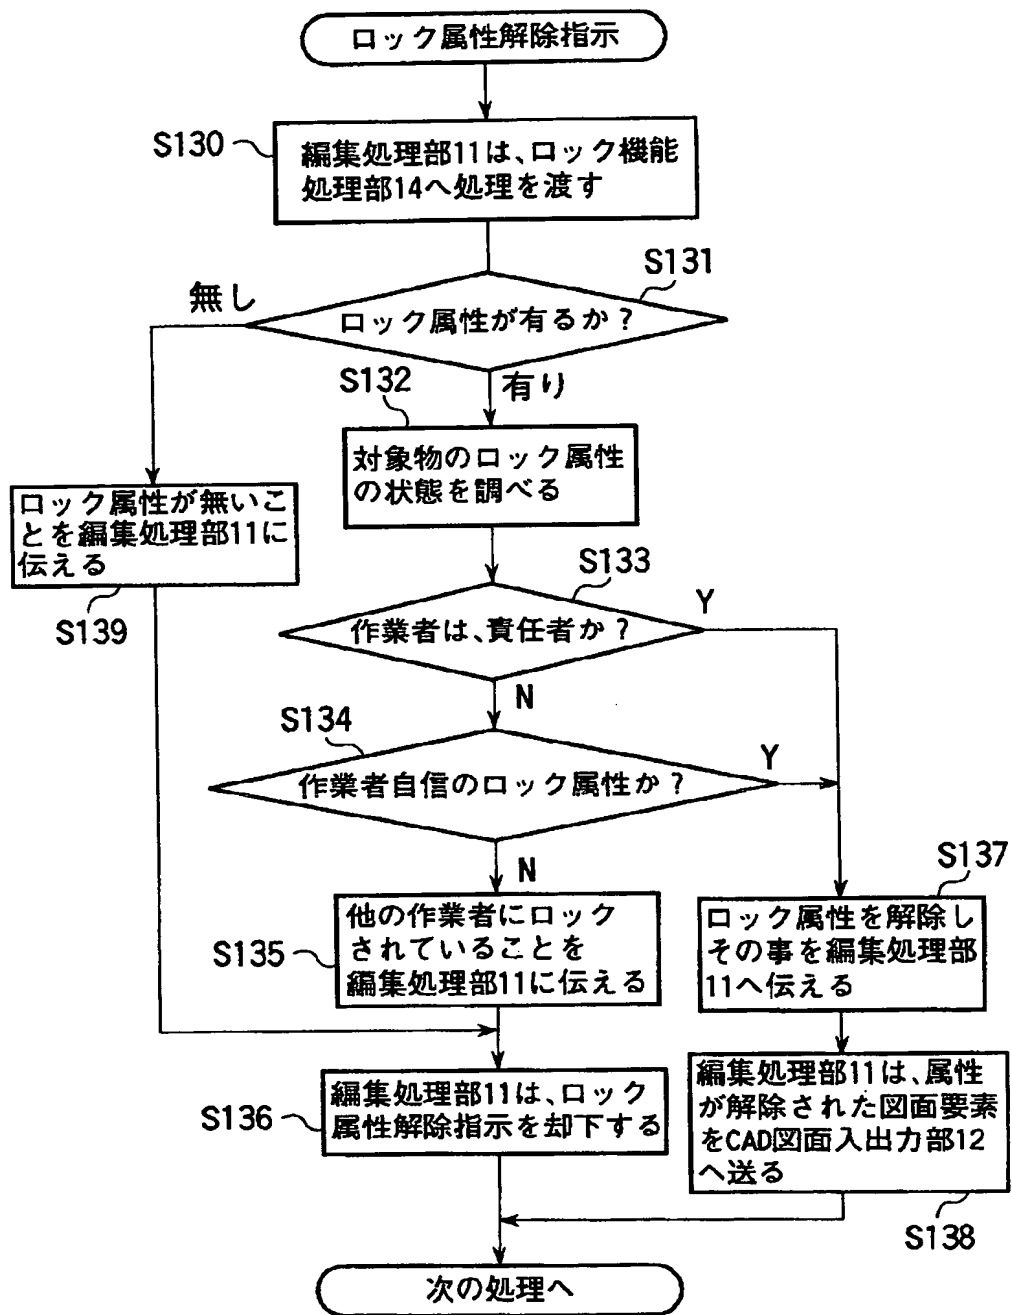 ロック属性解除指示
S130
編集処理部11は、ロック機能
処理部14へ処理を渡す
S131
ロック属性が有るか?
無し
有り
S132
対象物のロック属性
の状態を調べる
ロック属性が無いこ
とを編集処理部11に
伝える
S139
S133
作業者は、責任者か?
Y
N
S134
作業者自信のロック属性か?
Y
N
S135
他の作業者にロック
されていることを
編集処理部11に伝える
S137
ロック属性を解除し
その事を編集処理部
11へ伝える
S136
編集処理部11は、ロック
属性解除指示を却下する
編集処理部11は、属性
が解除された図面要素
をCAD図面入出力部12
へ送る
S138
次の処理へ